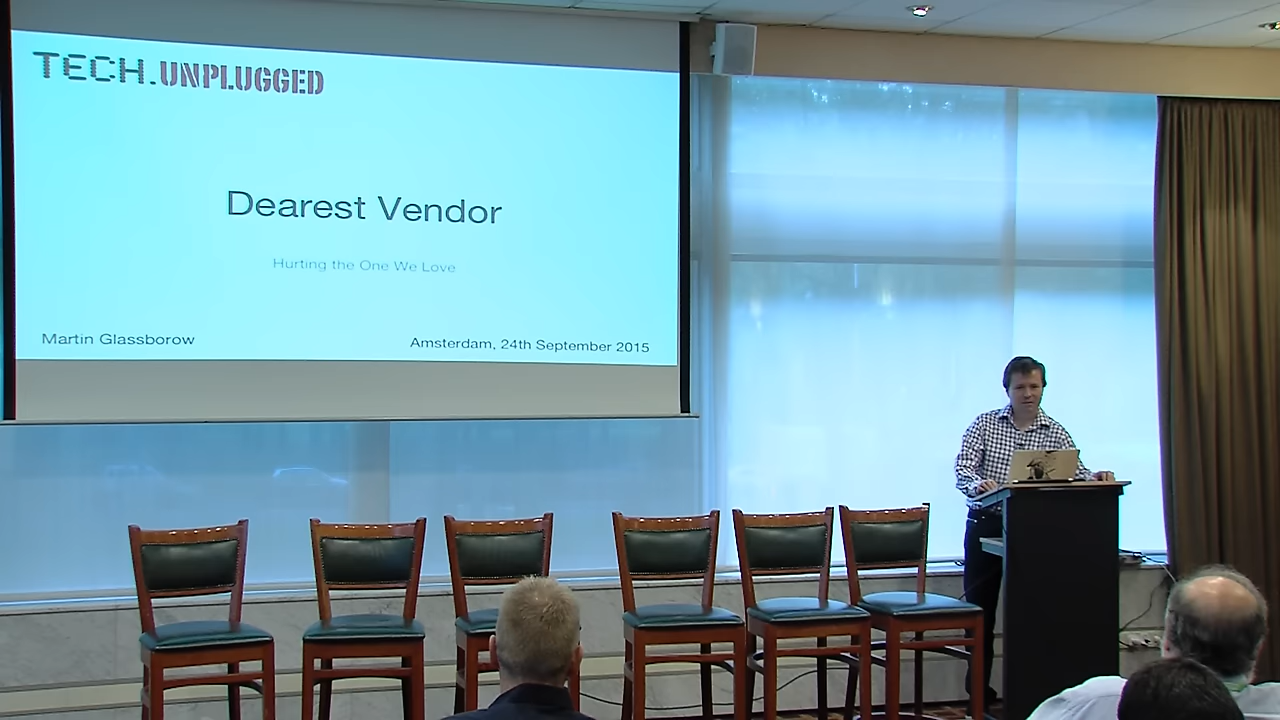 TECH.UNPLUGGED
Dearest Vendor
Hurting the One We Love
Martin Glassborow
Amsterdam, 24th September 2015